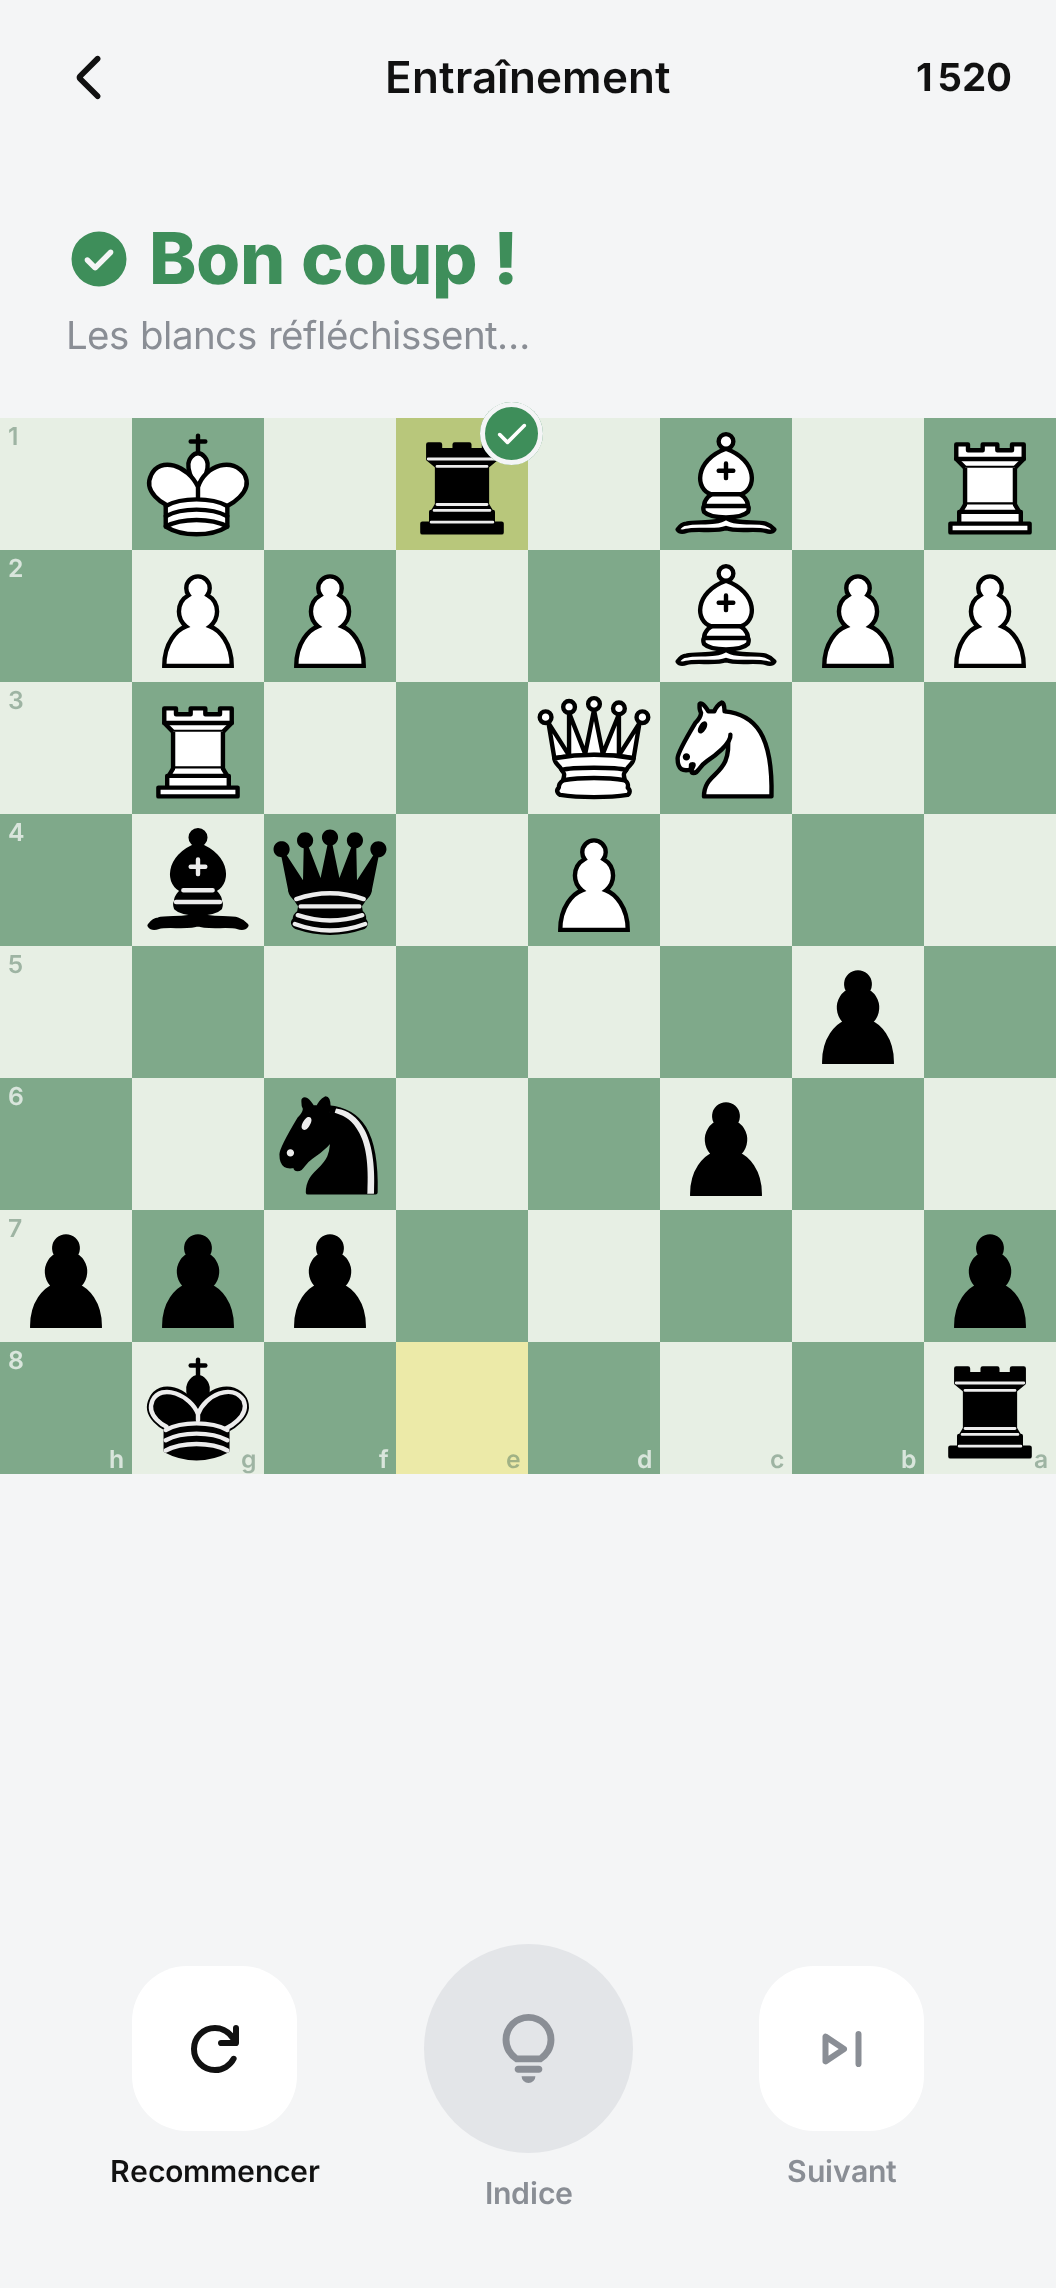 Entraînement
1520
Bon coup !
Les blancs réfléchissent...
1
2
3
4
5
6
7
8
h
g
f
e
d
c
b
a
Recommencer
Indice
Suivant